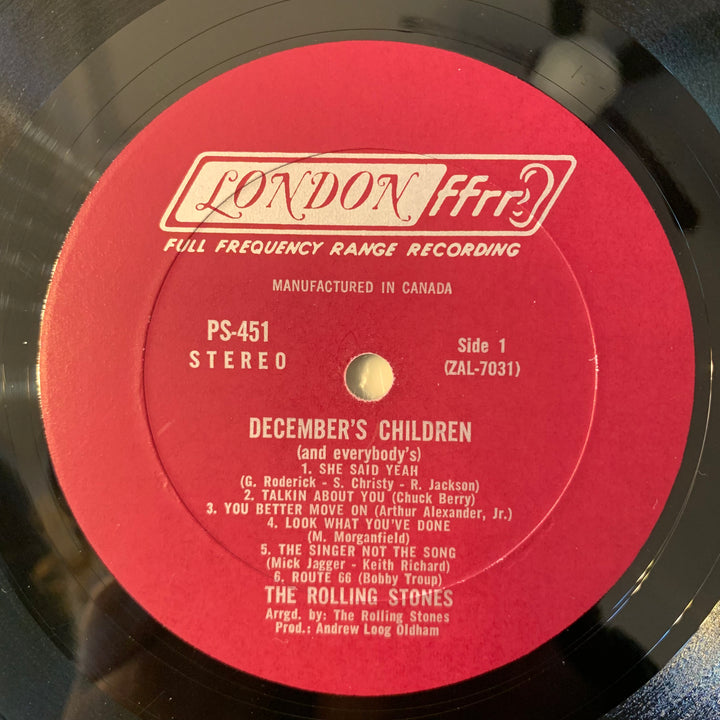 LONDON ffrr
FULL FREQUENCY RANGE RECORDING
MANUFACTURED IN CANADA
PS-451
STEREO
Side 1
(ZAL-7031)
DECEMBER'S CHILDREN
(and everybody's)
1. SHE SAID YEAH
(G. Roderick - S. Christy - R. Jackson)
2. TALKIN ABOUT YOU (Chuck Berry)
3. YOU BETTER MOVE ON (Arthur Alexander, Jr.)
4. LOOK WHAT YOU'VE DONE
(M. Morganfield)
5. THE SINGER NOT THE SONG
(Mick Jagger - Keith Richard)
6. ROUTE 66 (Bobby Troup)
THE ROLLING STONES
Arrgd. by: The Rolling Stones
Prod.: Andrew Loog Oldham